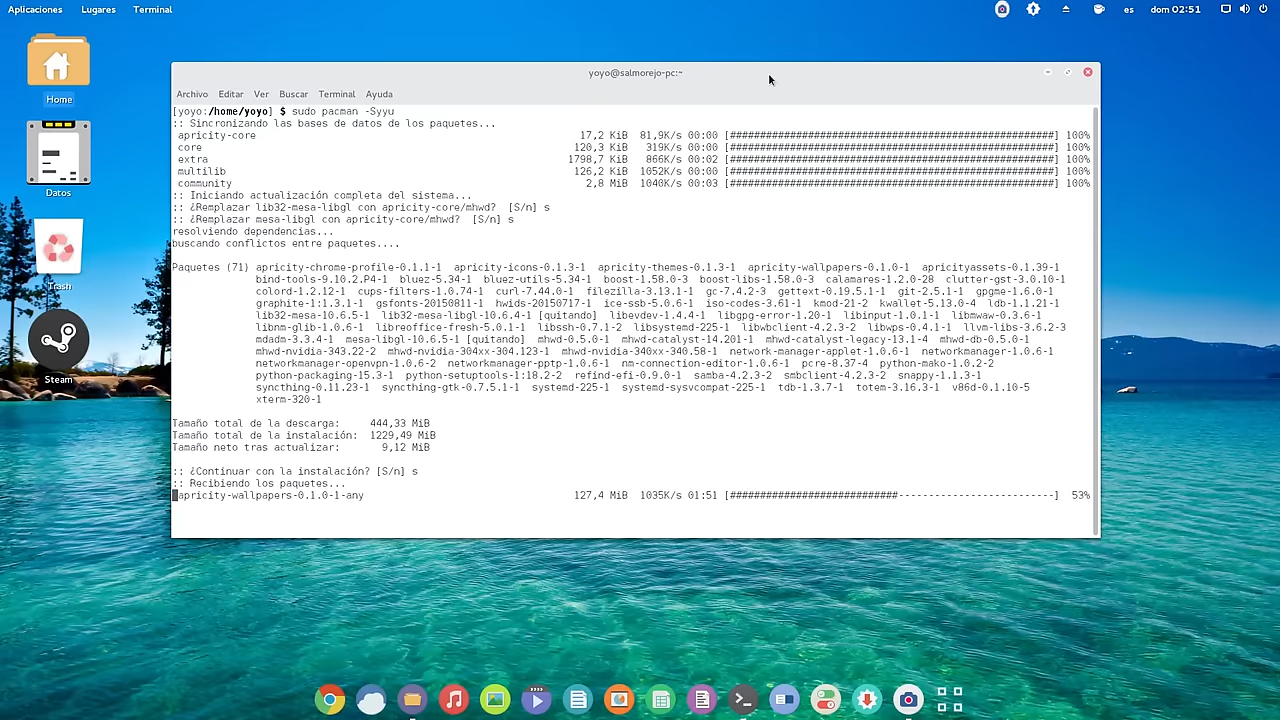 Aplicaciones Lugares Terminal es dom 02:51
Home
Datos
Trash
Steam
yoyo@salmorejo-pc:~
Archivo Editar Ver Buscar Terminal Ayuda
[yoyo:/home/yoyo] $ sudo pacman -Syyu
:: Sincronizando las bases de datos de los paquetes...
apricity-core 17,2 KiB 81,9K/s 00:00 [######################################################] 100%
core 120,3 KiB 319K/s 00:00 [######################################################] 100%
extra 1798,7 KiB 866K/s 00:02 [######################################################] 100%
multilib 126,2 KiB 1052K/s 00:00 [######################################################] 100%
community 2,8 MiB 1040K/s 00:03 [######################################################] 100%
:: Iniciando actualización completa del sistema...
:: ¿Remplazar lib32-mesa-libgl con apricity-core/mhwd? [S/n] s
:: ¿Remplazar mesa-libgl con apricity-core/mhwd? [S/n] s
resolviendo dependencias...
buscando conflictos entre paquetes....
Paquetes (71) apricity-chrome-profile-0.1.1-1 apricity-icons-0.1.3-1 apricity-themes-0.1.3-1 apricity-wallpapers-0.1.0-1 apricityassets-0.1.39-1
bind-tools-9.10.2.P4-1 bluez-5.34-1 bluez-utils-5.34-1 boost-1.58.0-3 boost-libs-1.58.0-3 calamares-1.2.0-28 clutter-gst-3.0.10-1
colord-1.2.12-1 cups-filters-1.0.74-1 curl-7.44.0-1 filezilla-3.13.1-1 gc-7.4.2-3 gettext-0.19.5.1-1 git-2.5.1-1 gpgme-1.6.0-1
graphite-1:1.3.1-1 gsfonts-20150811-1 hwids-20150717-1 ice-ssb-5.0.6-1 iso-codes-3.61-1 kmod-21-2 kwallet-5.13.0-4 ldb-1.1.21-1
lib32-mesa-10.6.5-1 lib32-mesa-libgl-10.6.4-1 [quitando] libevdev-1.4.4-1 libgpg-error-1.20-1 libinput-1.0.1-1 libmwaw-0.3.6-1
libnm-glib-1.0.6-1 libreoffice-fresh-5.0.1-1 libssh-0.7.1-2 libsystemd-225-1 libwbclient-4.2.3-2 libwps-0.4.1-1 llvm-libs-3.6.2-3
mdadm-3.3.4-1 mesa-libgl-10.6.5-1 [quitando] mhwd-0.5.0-1 mhwd-catalyst-14.201-1 mhwd-catalyst-legacy-13.1-4 mhwd-db-0.5.0-1
mhwd-nvidia-343.22-2 mhwd-nvidia-304xx-304.123-1 mhwd-nvidia-340xx-340.58-1 network-manager-applet-1.0.6-1 networkmanager-1.0.6-1
networkmanager-openvpn-1.0.6-2 networkmanager-pptp-1.0.6-1 nm-connection-editor-1.0.6-1 pcre-8.37-4 python-mako-1.0.2-2
python-packaging-15.3-1 python-setuptools-1:18.2-2 refind-efi-0.9.0-1 samba-4.2.3-2 smbclient-4.2.3-2 snappy-1.1.3-1
syncthing-0.11.23-1 syncthing-gtk-0.7.5.1-1 systemd-225-1 systemd-sysvcompat-225-1 tdb-1.3.7-1 totem-3.16.3-1 v86d-0.1.10-5
xterm-320-1
Tamaño total de la descarga: 444,33 MiB
Tamaño total de la instalación: 1229,49 MiB
Tamaño neto tras actualizar: 9,12 MiB
:: ¿Continuar con la instalación? [S/n] s
:: Recibiendo los paquetes...
apricity-wallpapers-0.1.0-1-any 127,4 MiB 1035K/s 01:51 [############################--------------------------] 53%